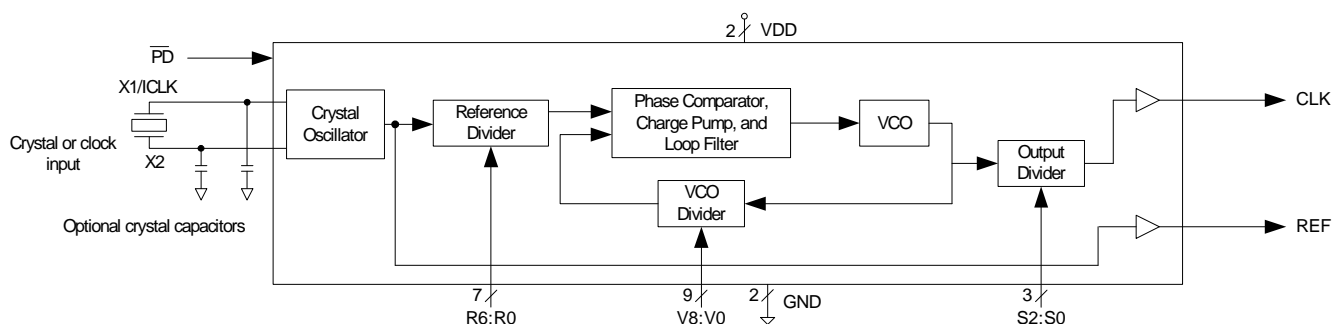 2 VDD
PD
X1/ICLK
Crystal
Oscillator
Reference
Divider
Phase Comparator,
Charge Pump, and
Loop Filter
VCO
Output
Divider
CLK
Crystal or clock
input
X2
VCO
Divider
Optional crystal capacitors
REF
7
R6:R0
9
V8:V0
2
GND
3
S2:S0